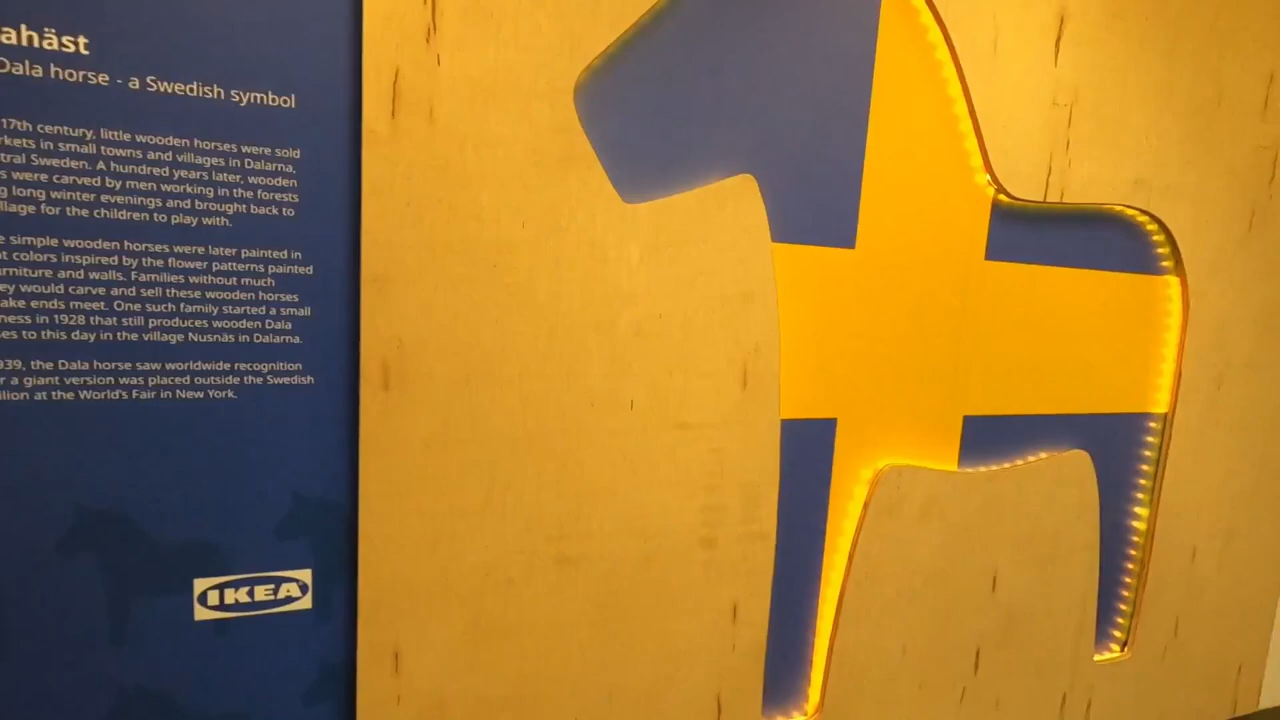 ahäst
Dala horse - a Swedish symbol
17th century, little wooden horses were sold
rkets in small towns and villages in Dalarna,
tral Sweden. A hundred years later, wooden
s were carved by men working in the forests
g long winter evenings and brought back to
llage for the children to play with.
e simple wooden horses were later painted in
t colors inspired by the flower patterns painted
urniture and walls. Families without much
ey would carve and sell these wooden horses
ake ends meet. One such family started a small
ness in 1928 that still produces wooden Dala
es to this day in the village Nusnäs in Dalarna.
939, the Dala horse saw worldwide recognition
r a giant version was placed outside the Swedish
ilion at the World's Fair in New York.
IKEA